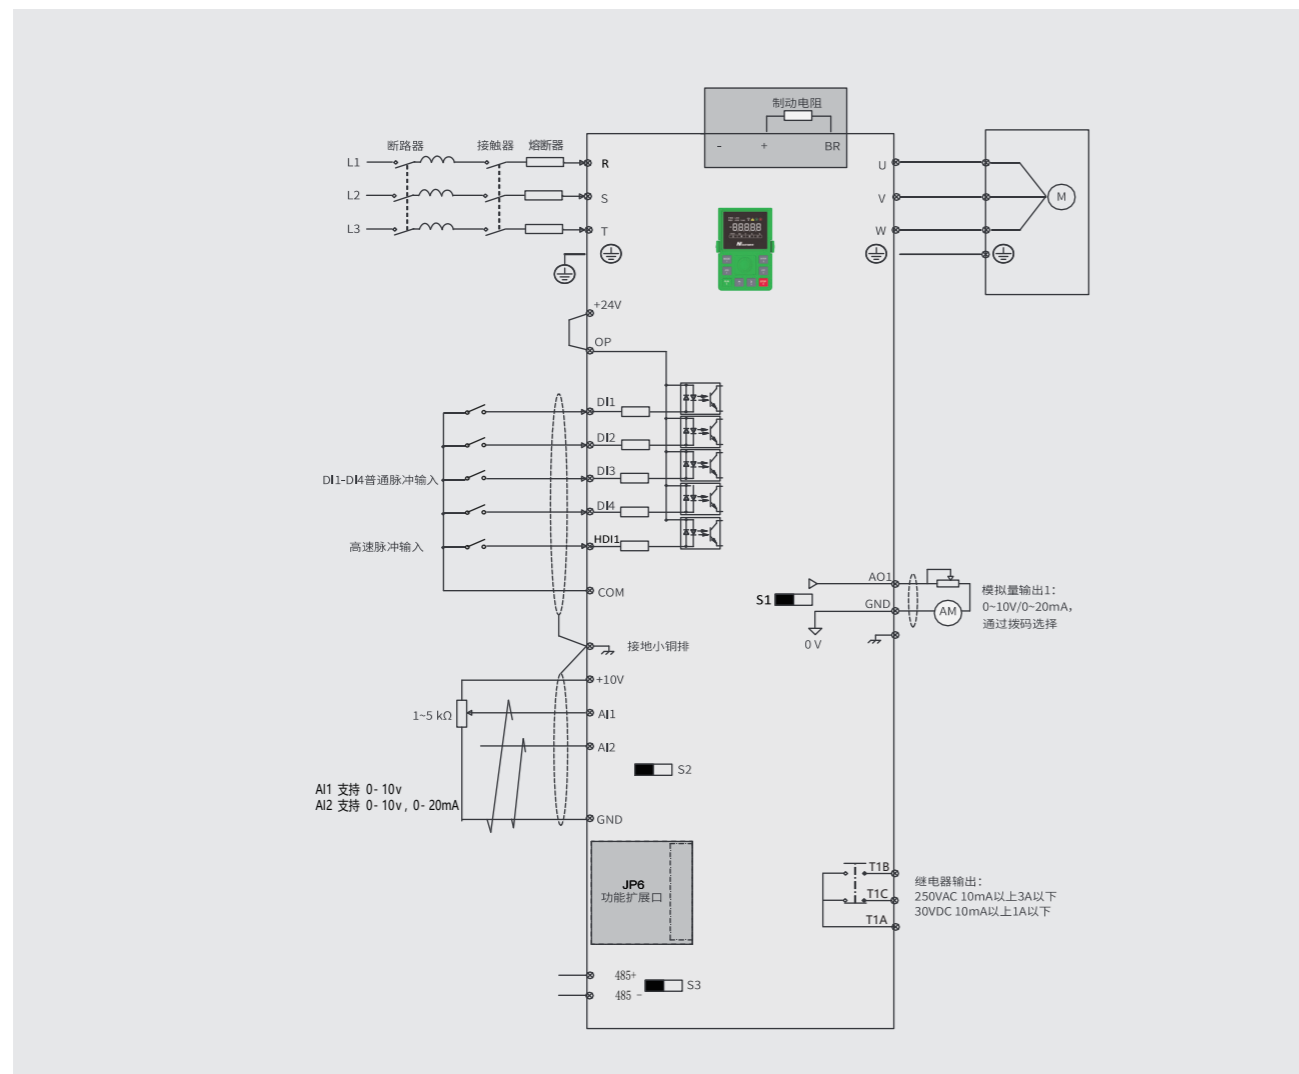 制动电阻
- + BR
断路器 接触器 熔断器
L1 R
L2 S
L3 T
U
V
W
M
88888
+24V
OP
DI1
DI2
DI3
DI4
HDI1
DI1-DI4普通脉冲输入
高速脉冲输入
COM
接地小铜排
+10V
1~5 kΩ
AI1
AI2
S2
AI1 支持 0- 10v
AI2 支持 0- 10v , 0- 20mA
GND
S1
AO1
GND
0 V
AM
模拟量输出1:
0~10V/0~20mA,
通过拨码选择
JP6
功能扩展口
T1B
T1C
T1A
继电器输出:
250VAC 10mA以上3A以下
30VDC 10mA以上1A以下
485+
485 -
S3